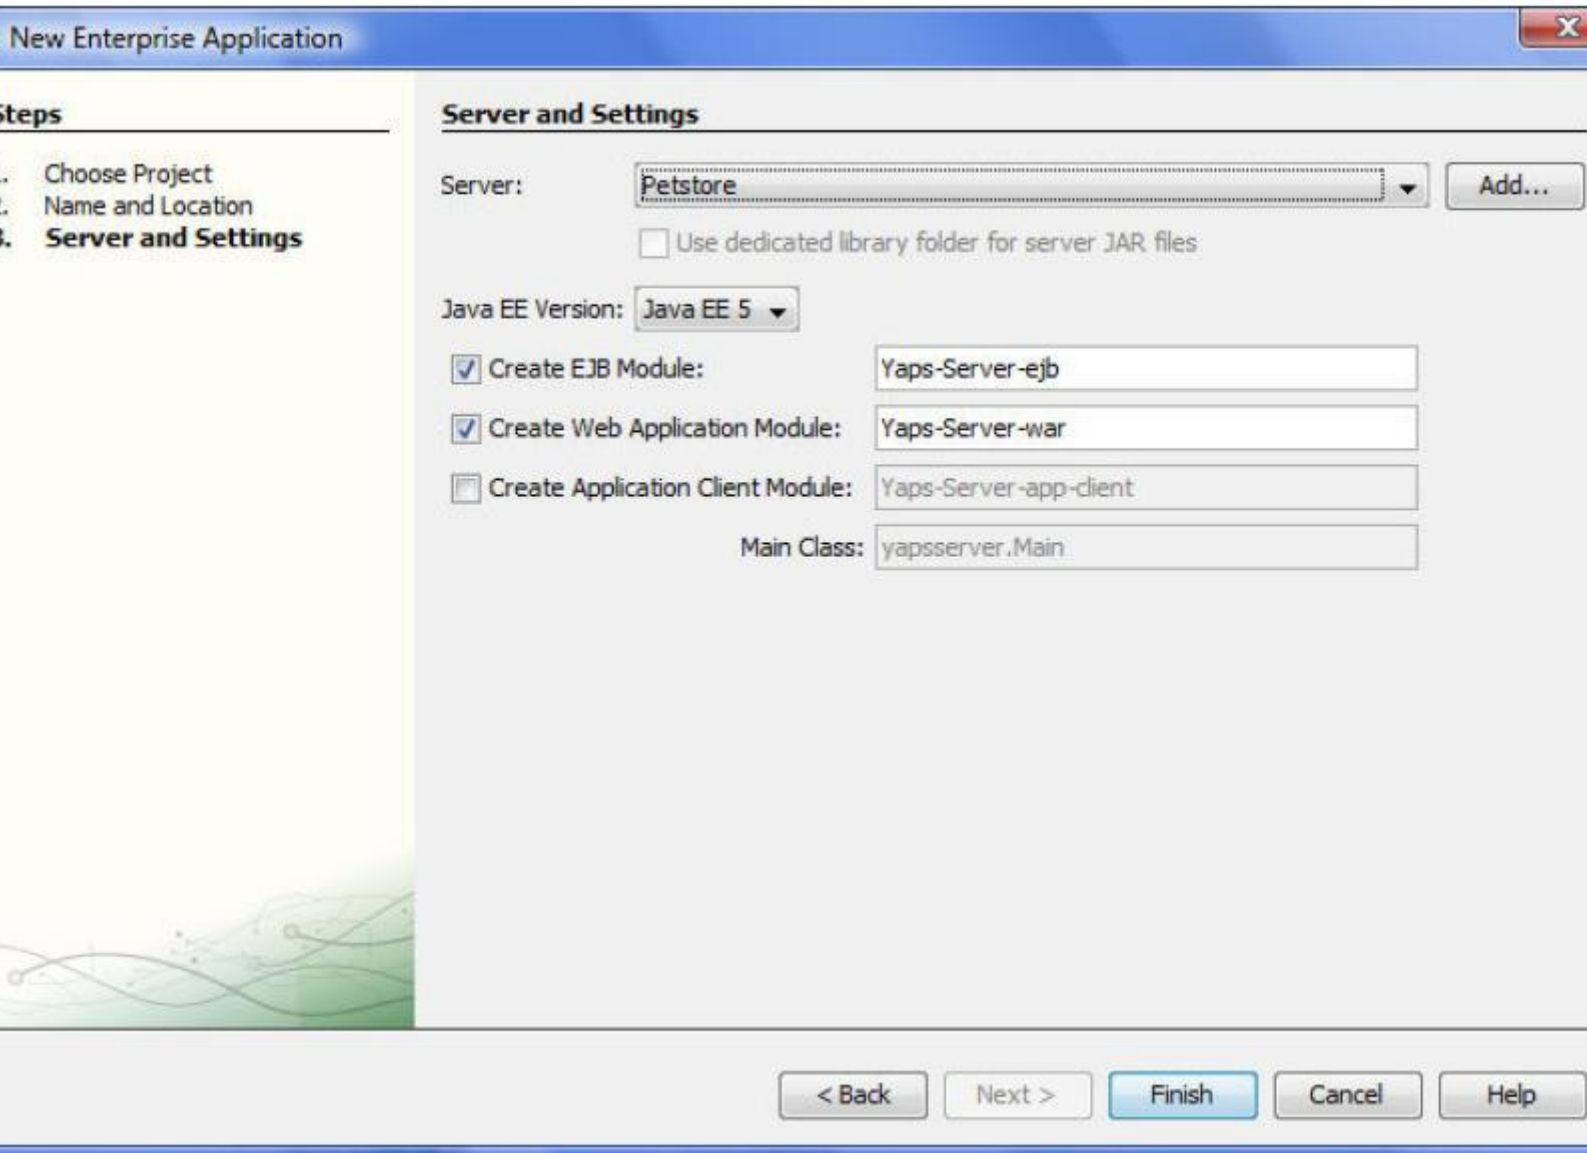 New Enterprise Application
Steps
Choose Project
Name and Location
3. Server and Settings
Server and Settings
Server: Petstore Add...
Use dedicated library folder for server JAR files
Java EE Version: Java EE 5
Create EJB Module: Yaps-Server-ejb
Create Web Application Module: Yaps-Server-war
Create Application Client Module: Yaps-Server-app-client
Main Class: yapsserver.Main
< Back Next > Finish Cancel Help